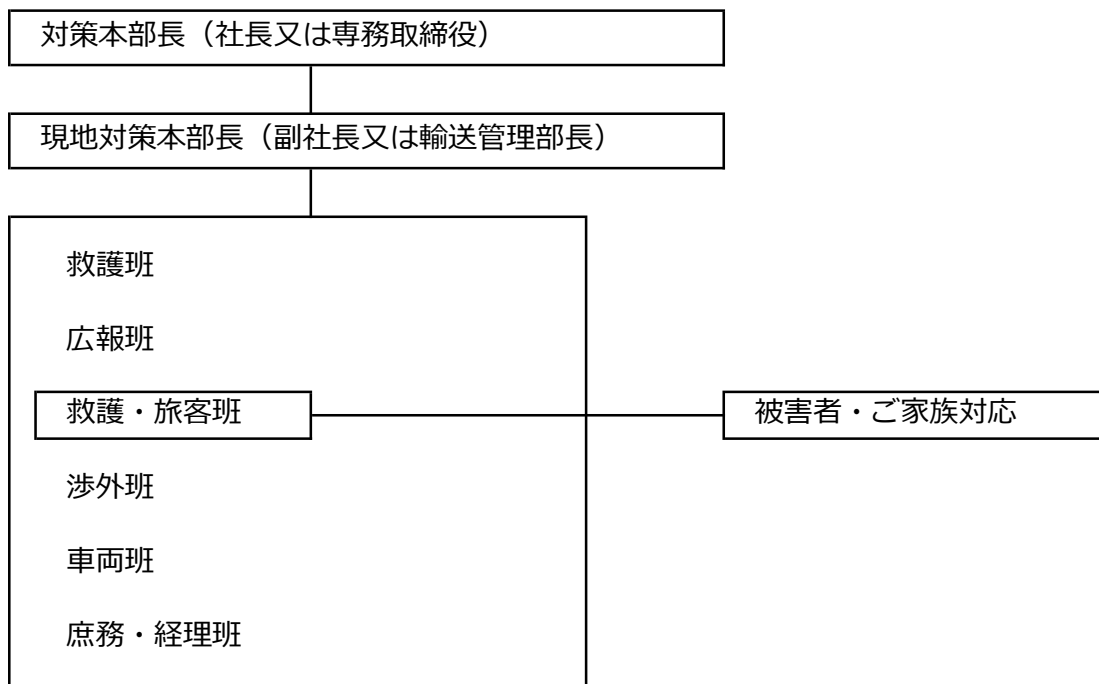 対策本部長（社長又は専務取締役）
現地対策本部長（副社長又は輸送管理部長）
救護班
広報班
救護・旅客班
被害者・ご家族対応
渉外班
車両班
庶務・経理班